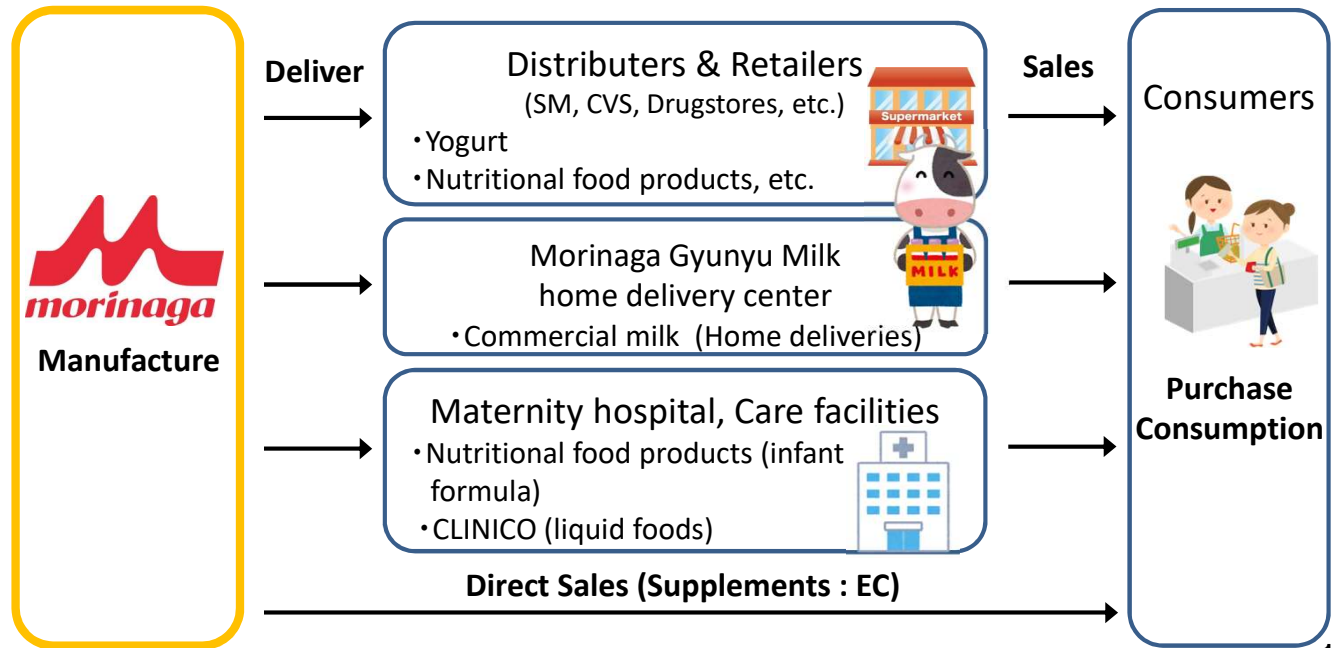 Deliver
Distributers & Retailers
(SM, CVS, Drugstores, etc.)
・Yogurt
・Nutritional food products, etc.
Supermarket
Sales
Consumers
morinaga
Manufacture
Morinaga Gyunyu Milk
home delivery center
・Commercial milk (Home deliveries)
MILK
Purchase
Consumption
Maternity hospital, Care facilities
・Nutritional food products (infant
formula)
・CLINICO (liquid foods)
Direct Sales (Supplements : EC)